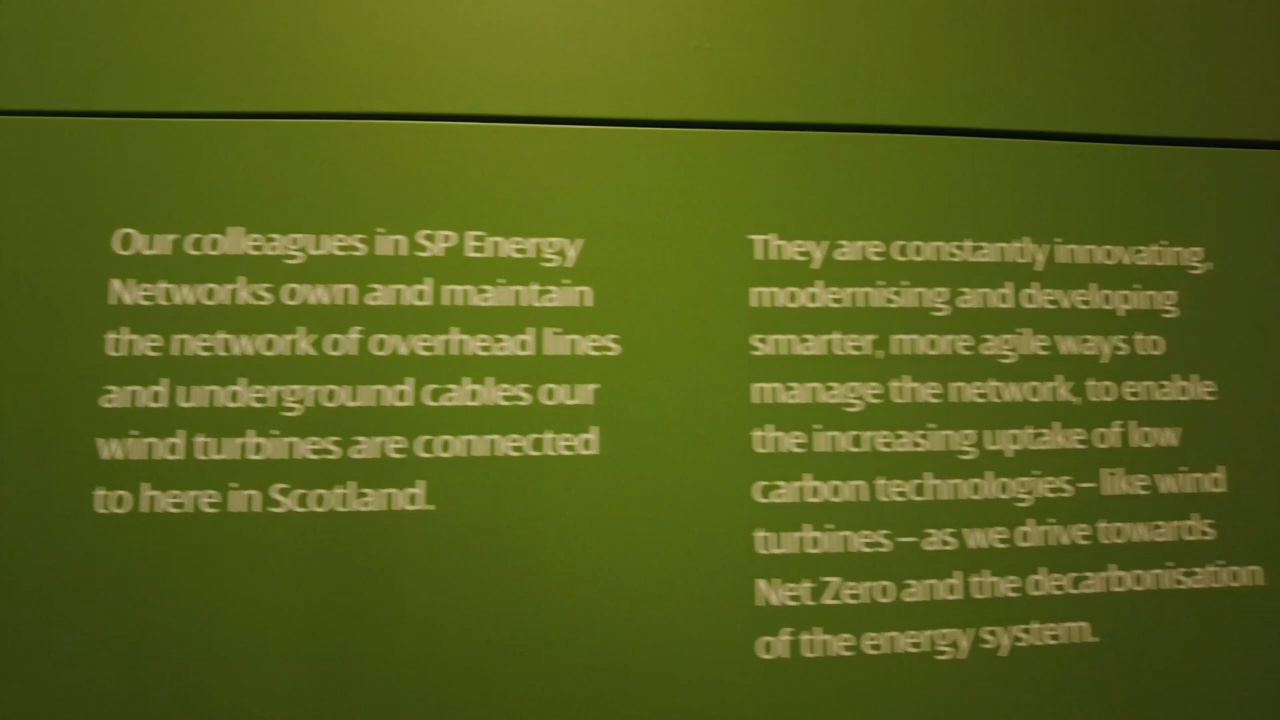 Our colleagues in SP Energy
Networks own and maintain
the network of overhead lines
and underground cables our
wind turbines are connected
to here in Scotland.
They are constantly innovating,
modernising and developing
smarter, more agile ways to
manage the network, to enable
the increasing uptake of low
carbon technologies – like wind
turbines – as we drive towards
Net Zero and the decarbonisation
of the energy system.